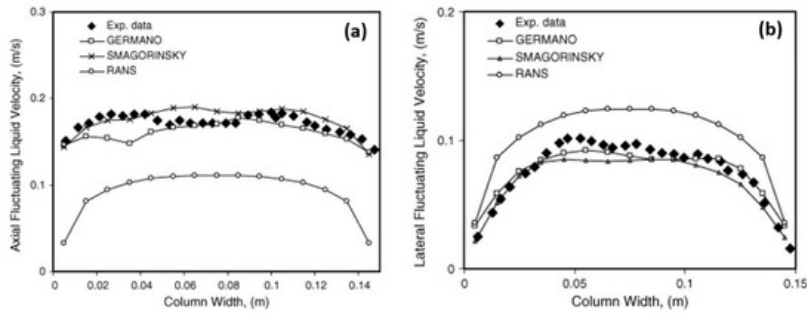 0.3
0.2
0.1
0
Axial Fluctuating Liquid Velocity, (m/s)
Exp. data
GERMANO
SMAGORINSKY
RANS
(a)
0 0.02 0.04 0.06 0.08 0.1 0.12 0.14
Column Width, (m)
0.2
0.1
0
Lateral Fluctuating Liquid Velocity, (m/s)
Exp. data
GERMANO
SMAGORINSKY
RANS
(b)
0 0.05 0.1 0.15
Column Width, (m)